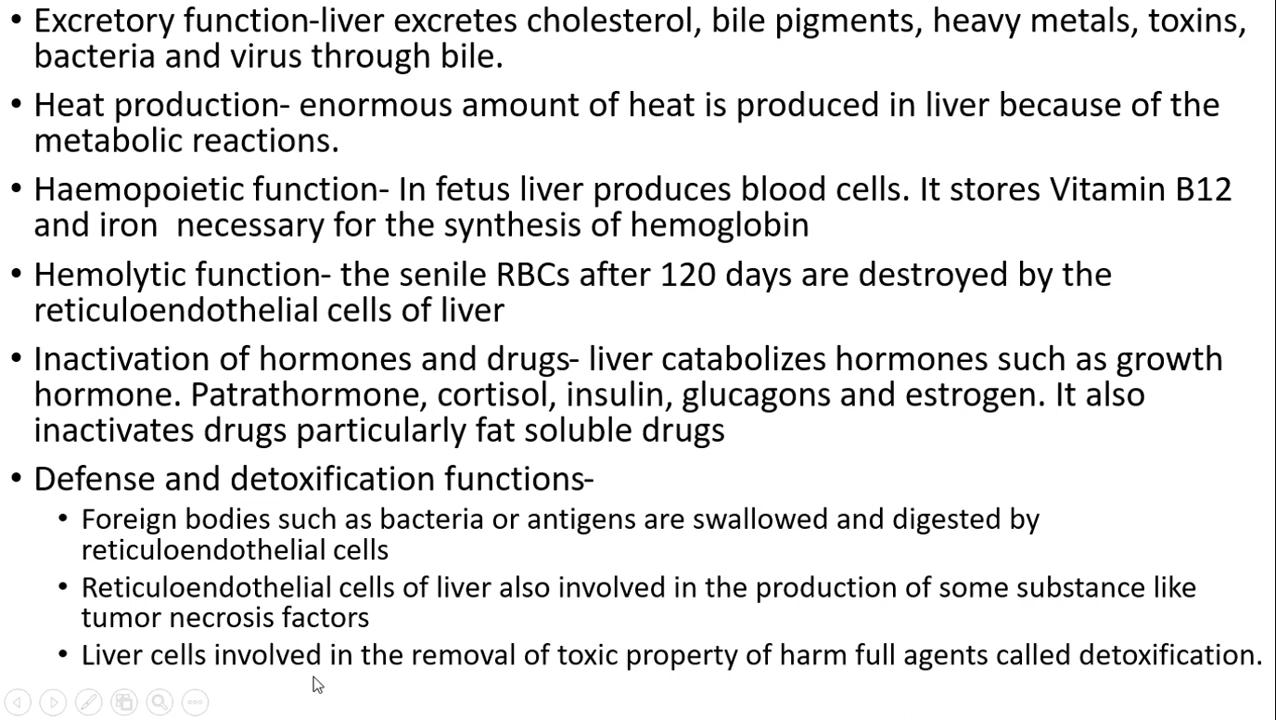 • Excretory function-liver excretes cholesterol, bile pigments, heavy metals, toxins,
bacteria and virus through bile.
• Heat production- enormous amount of heat is produced in liver because of the
metabolic reactions.
• Haemopoietic function- In fetus liver produces blood cells. It stores Vitamin B12
and iron  necessary for the synthesis of hemoglobin
• Hemolytic function- the senile RBCs after 120 days are destroyed by the
reticuloendothelial cells of liver
• Inactivation of hormones and drugs- liver catabolizes hormones such as growth
hormone. Patrathormone, cortisol, insulin, glucagons and estrogen. It also
inactivates drugs particularly fat soluble drugs
• Defense and detoxification functions-
• Foreign bodies such as bacteria or antigens are swallowed and digested by
reticuloendothelial cells
• Reticuloendothelial cells of liver also involved in the production of some substance like
tumor necrosis factors
• Liver cells involved in the removal of toxic property of harm full agents called detoxification.